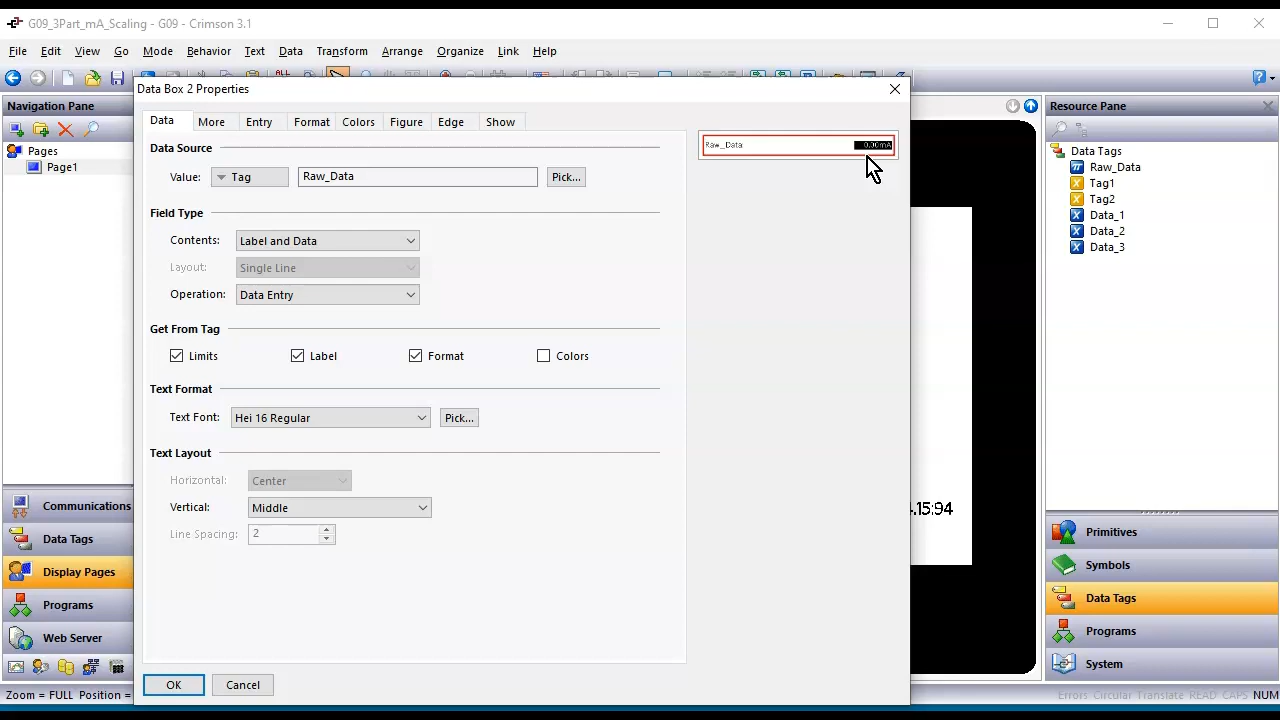 G09_3Part_mA_Scaling - G09 - Crimson 3.1
File Edit View Go Mode Behavior Text Data Transform Arrange Organize Link Help
Navigation Pane
Pages
Page1
Communications
Data Tags
Display Pages
Programs
Web Server
Zoom = FULL Position =
Data Box 2 Properties
Data More Entry Format Colors Figure Edge Show
Data Source
Value: Tag Raw_Data Pick...
Field Type
Contents: Label and Data
Layout: Single Line
Operation: Data Entry
Get From Tag
Limits Label Format Colors
Text Format
Text Font: Hei 16 Regular Pick...
Text Layout
Horizontal: Center
Vertical: Middle
Line Spacing: 2
OK Cancel
Raw_Data 0.00mA
.15:94
Resource Pane
Data Tags
Raw_Data
Tag1
Tag2
Data_1
Data_2
Data_3
Primitives
Symbols
Data Tags
Programs
System
Errors Circular Translate READ CAPS NUM